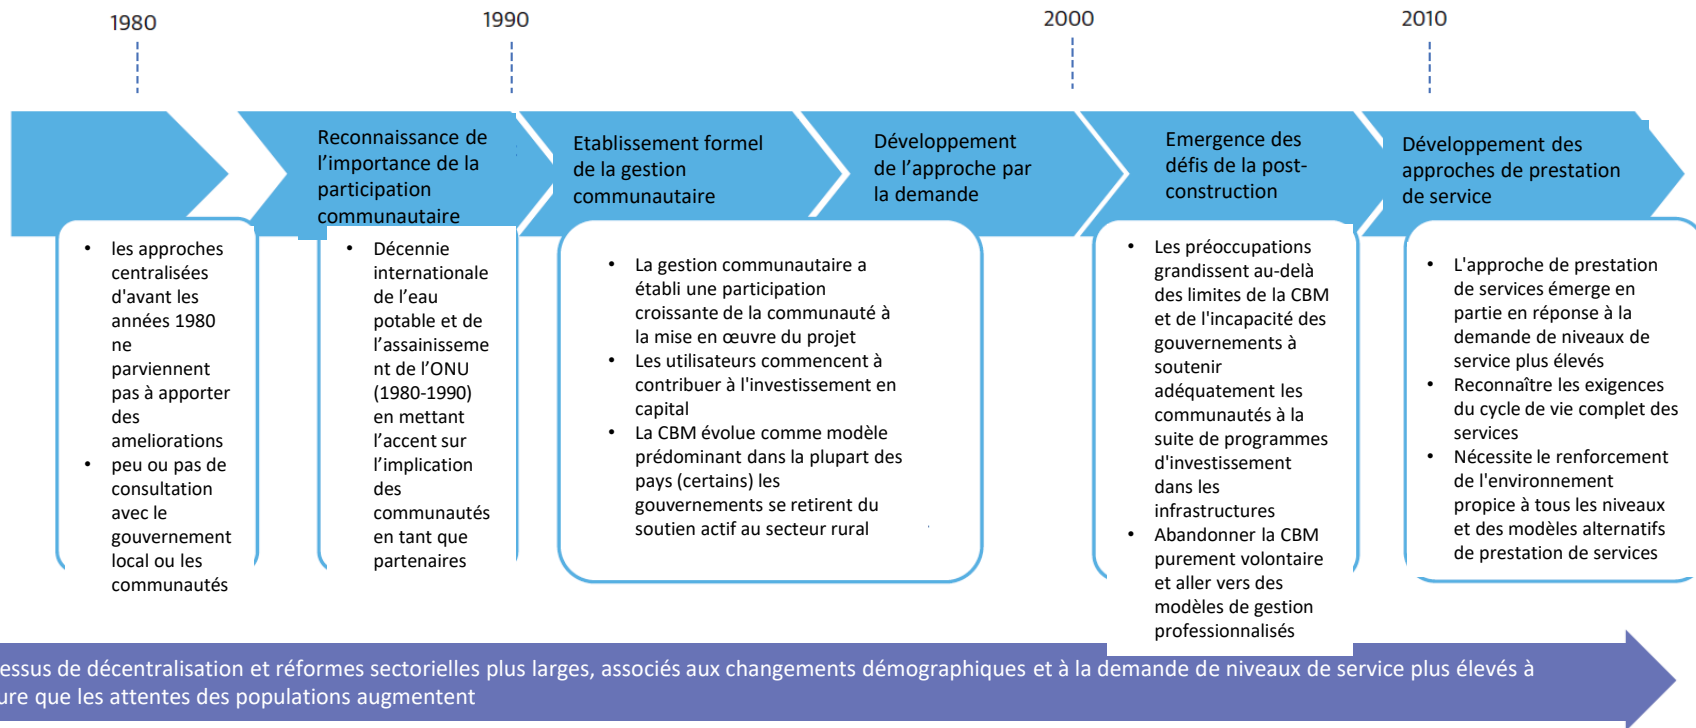 1980
1990
2000
2010
Reconnaissance de
l'importance de la
participation
communautaire
Etablissement formel
de la gestion
communautaire
Développement
de l'approche par
la demande
Emergence des
défis de la post-
construction
Développement des
approches de prestation
de service
• les approches
centralisées
d'avant les
années 1980
ne
parviennent
pas à apporter
des
ameliorations
• peu ou pas de
consultation
avec le
gouvernement
local ou les
communautés
• Décennie
internationale
de l'eau
potable et de
l'assainisseme
nt de l'ONU
(1980-1990)
en mettant
l'accent sur
l'implication
des
communautés
en tant que
partenaires
• La gestion communautaire a
établi une participation
croissante de la communauté à
la mise en œuvre du projet
• Les utilisateurs commencent à
contribuer à l'investissement en
capital
• La CBM évolue comme modèle
prédominant dans la plupart des
pays (certains) les
gouvernements se retirent du
soutien actif au secteur rural
• Les préoccupations
grandissent au-delà
des limites de la CBM
et de l'incapacité des
gouvernements à
soutenir
adéquatement les
communautés à la
suite de programmes
d'investissement
dans les
infrastructures
• Abandonner la CBM
purement volontaire
et aller vers des
modèles de gestion
professionnalisés
• L'approche de prestation
de services émerge en
partie en réponse à la
demande de niveaux de
service plus élevés
• Reconnaître les exigences
du cycle de vie complet des
services
• Nécessite le renforcement
de l'environnement
propice à tous les niveaux
et des modèles alternatifs
de prestation de services
essus de décentralisation et réformes sectorielles plus larges, associés aux changements démographiques et à la demande de niveaux de service plus élevés à
ure que les attentes des populations augmentent